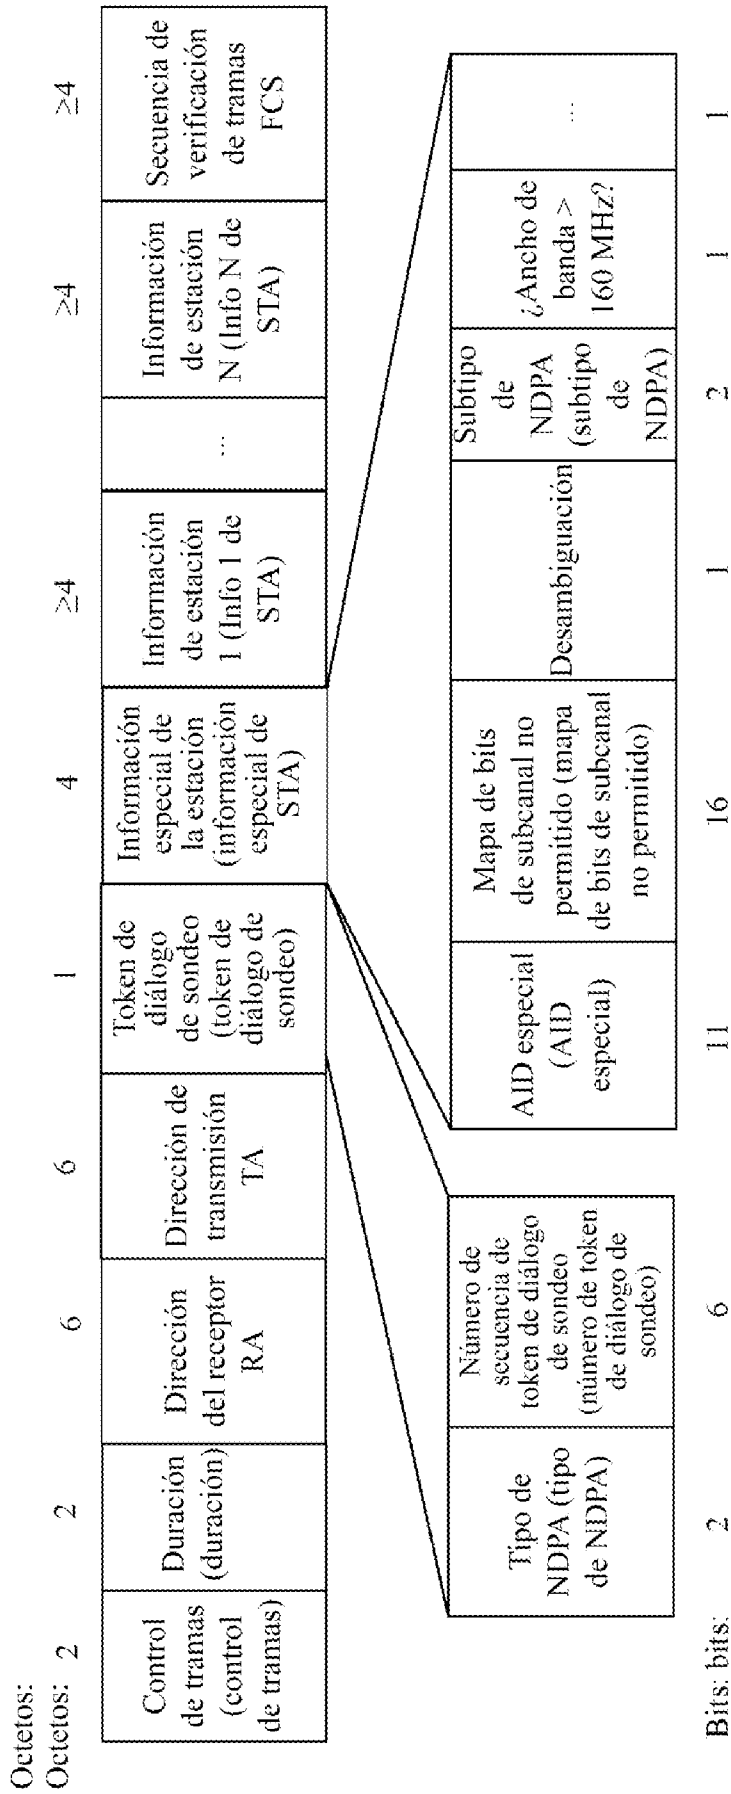 Octetos:
Octetos:
2
2
6
6
1
4
≥4
≥4
≥4
Control
de tramas
(control
de tramas)
Duración
(duración)
Dirección
del receptor
RA
Dirección de
transmisión
TA
Token de
diálogo
de sondeo
(token de
diálogo de
sondeo)
Información
especial de
la estación
(información
especial de
STA)
Información
de estación
1 (Info 1 de
STA)
...
Información
de estación
N (Info N de
STA)
Secuencia de
verificación
de tramas
FCS
Tipo de
NDPA (tipo
de NDPA)
Número de
secuencia de
token de diálogo
de sondeo
(número de token
de diálogo de
sondeo)
AID especial
(AID
especial)
Mapa de bits
de subcanal no
permitido (mapa
de bits de subcanal
no permitido)
Desambiguación
Subtipo
de
NDPA
(subtipo
de
NDPA)
¿Ancho de
banda >
160 MHz?
...
Bits: bits:
2
6
11
16
1
2
1
1